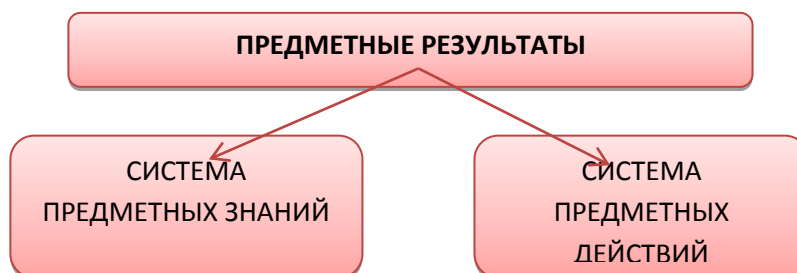 ПРЕДМЕТНЫЕ РЕЗУЛЬТАТЫ
СИСТЕМА
ПРЕДМЕТНЫХ ЗНАНИЙ
СИСТЕМА
ПРЕДМЕТНЫХ
ДЕЙСТВИЙ